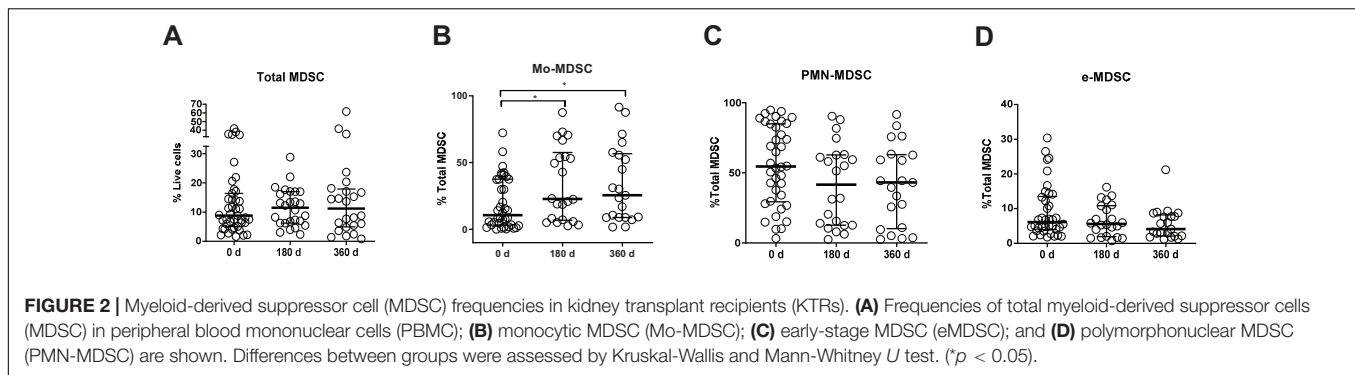 A
B
C
D
Total MDSC
Mo-MDSC
PMN-MDSC
e-MDSC
% Live cells
70
60
50
40
30
20
10
0
0 d 180 d 360 d
% Total MDSC
100
50
0
* *
0 d 180 d 360 d
%Total MDSC
100
50
0
0 d 180 d 360 d
%Total MDSC
40
30
20
10
0
0 d 180 d 360 d
FIGURE 2 | Myeloid-derived suppressor cell (MDSC) frequencies in kidney transplant recipients (KTRs). (A) Frequencies of total myeloid-derived suppressor cells
(MDSC) in peripheral blood mononuclear cells (PBMC); (B) monocytic MDSC (Mo-MDSC); (C) early-stage MDSC (eMDSC); and (D) polymorphonuclear MDSC
(PMN-MDSC) are shown. Differences between groups were assessed by Kruskal-Wallis and Mann-Whitney U test. (*p < 0.05).